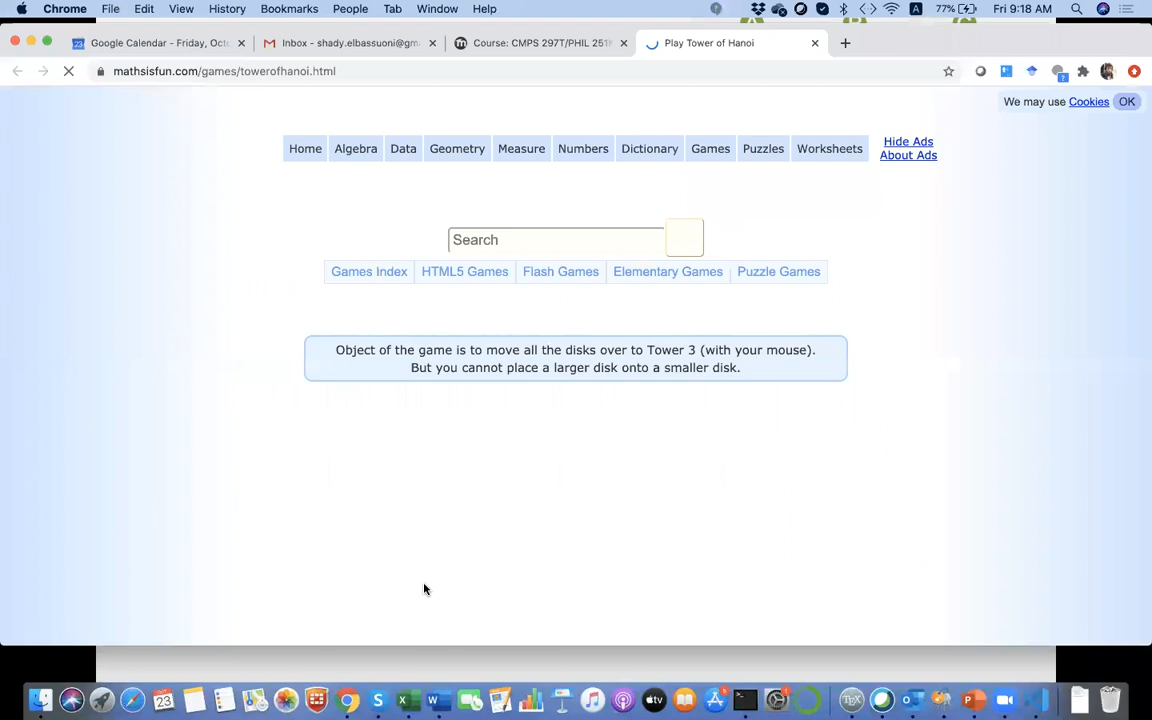 Chrome File Edit View History Bookmarks People Tab Window Help 77% Fri 9:18 AM
Google Calendar - Friday, Oct
Inbox - shady.elbassuoni@gm
Course: CMPS 297T/PHIL 251
Play Tower of Hanoi
mathsisfun.com/games/towerofhanoi.html
We may use Cookies OK
Home Algebra Data Geometry Measure Numbers Dictionary Games Puzzles Worksheets
Hide Ads
About Ads
Search
Games Index HTML5 Games Flash Games Elementary Games Puzzle Games
Object of the game is to move all the disks over to Tower 3 (with your mouse).
But you cannot place a larger disk onto a smaller disk.